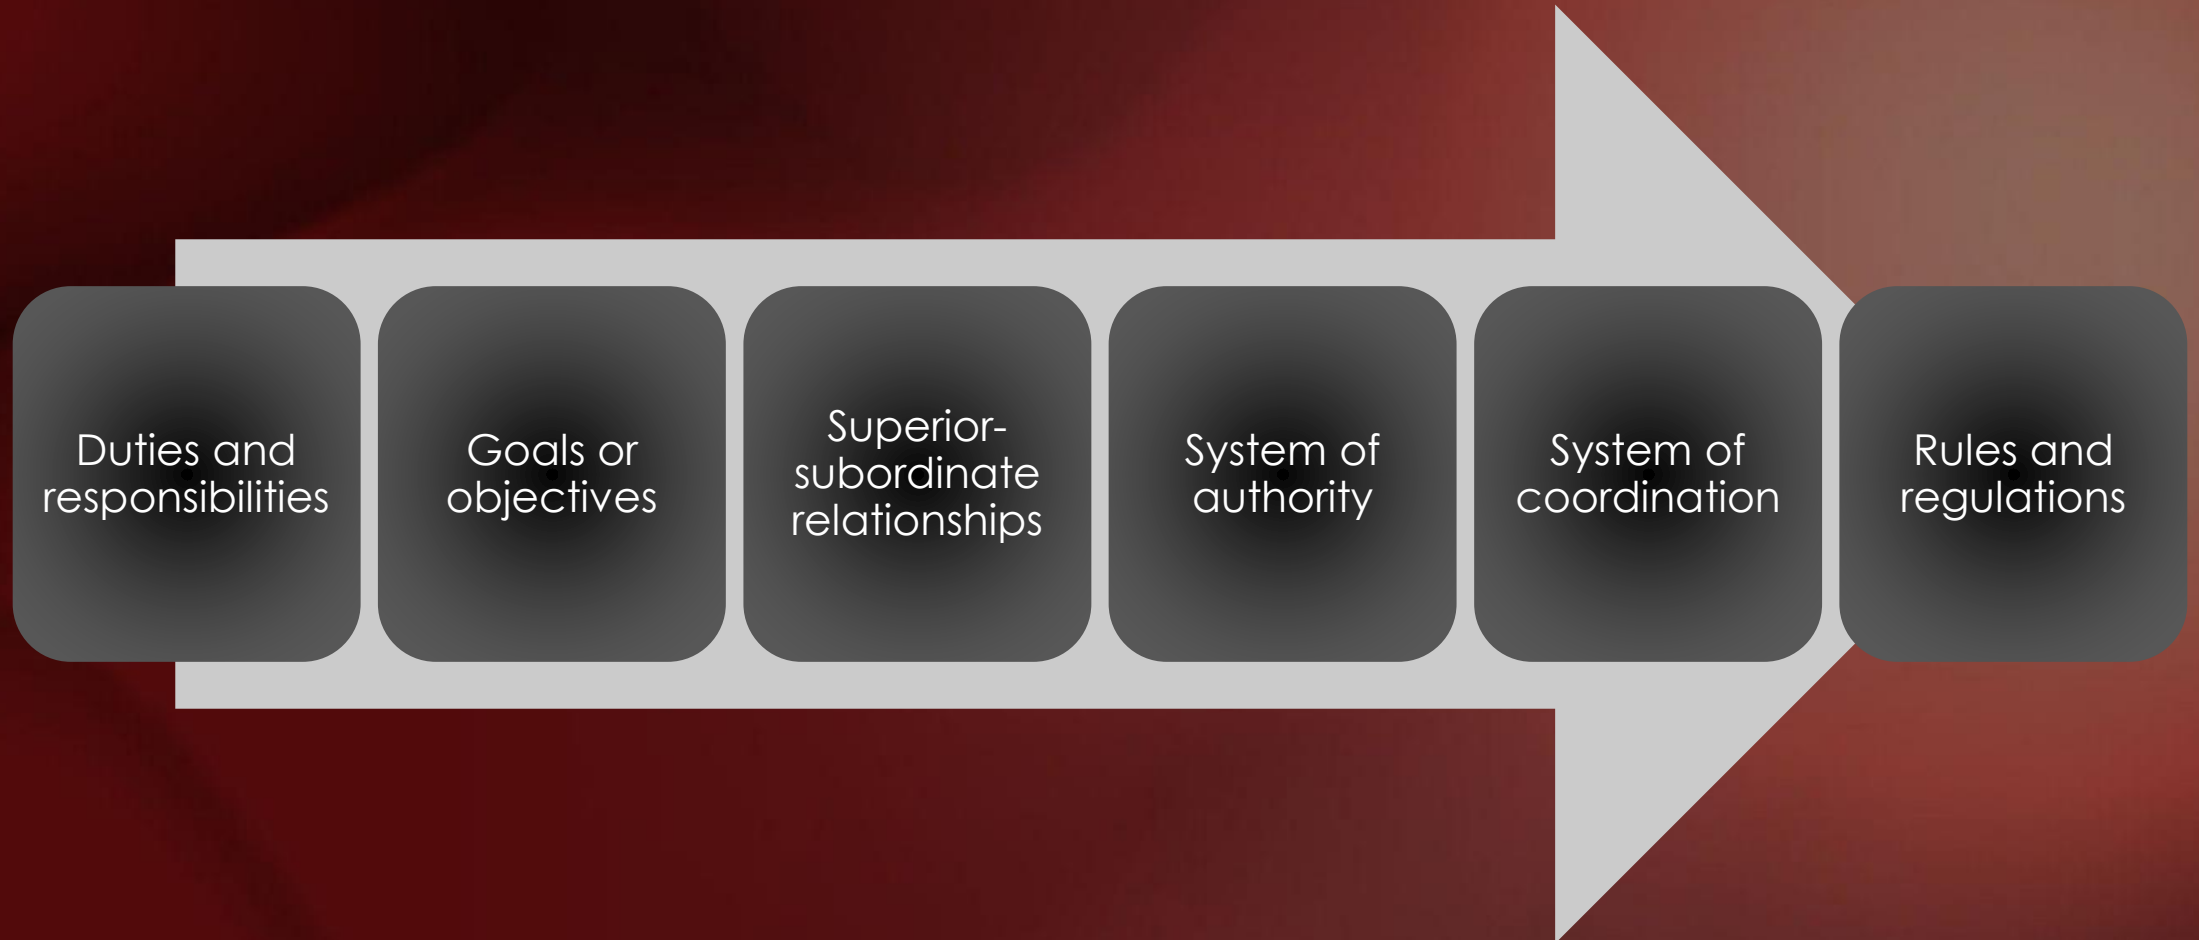 Duties and
responsibilities
Goals or
objectives
Superior-
subordinate
relationships
System of
authority
System of
coordination
Rules and
regulations